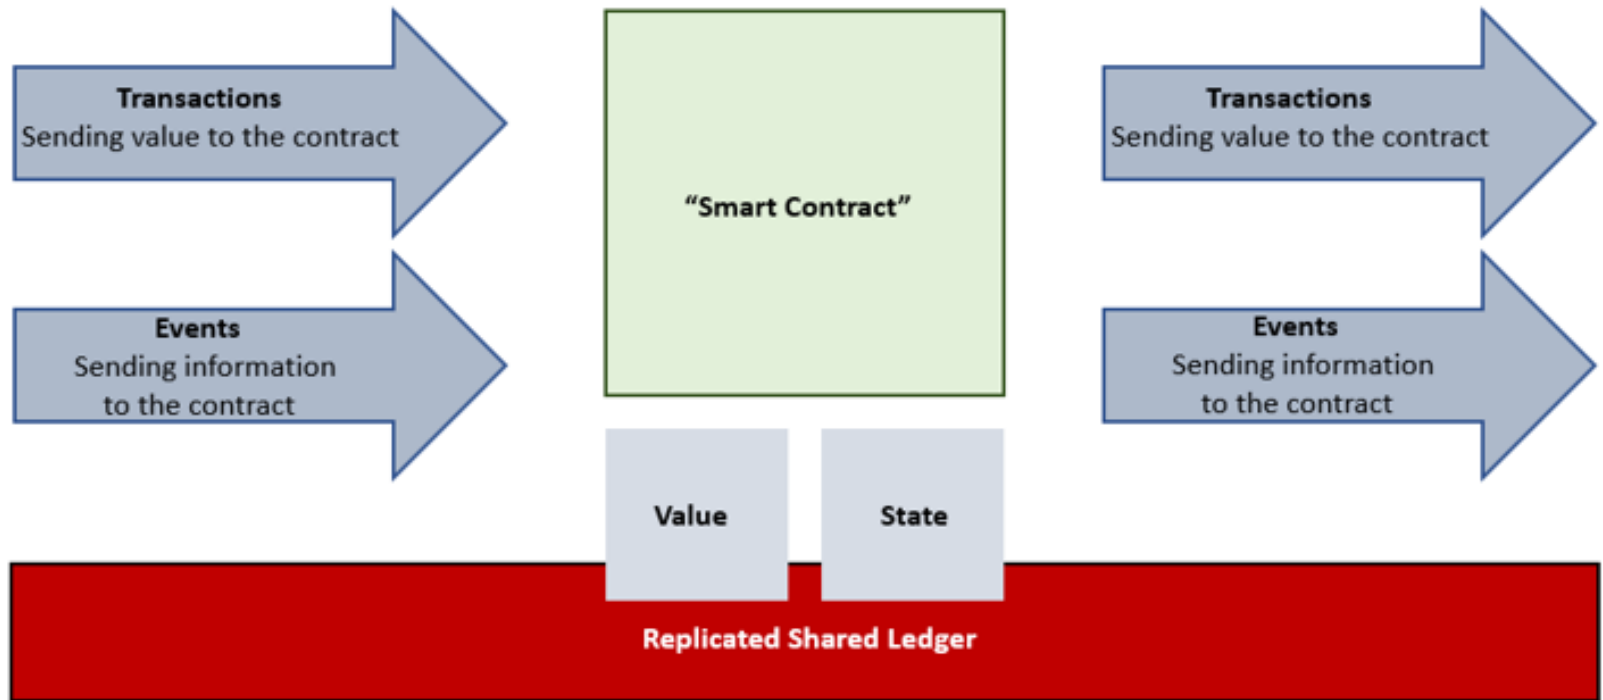 Transactions
Sending value to the contract
Events
Sending information
to the contract
“Smart Contract”
Transactions
Sending value to the contract
Events
Sending information
to the contract
Value
State
Replicated Shared Ledger